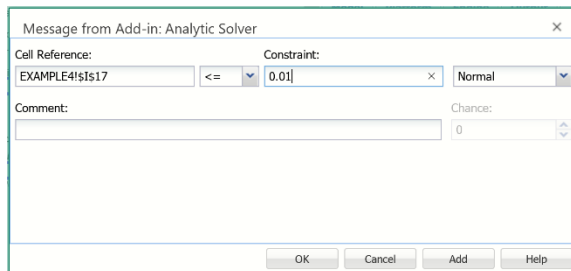 Message from Add-in: Analytic Solver
Cell Reference: Constraint:
EXAMPLE4!$I$17 <= 0.01 Normal
Comment: Chance:
0
OK Cancel Add Help